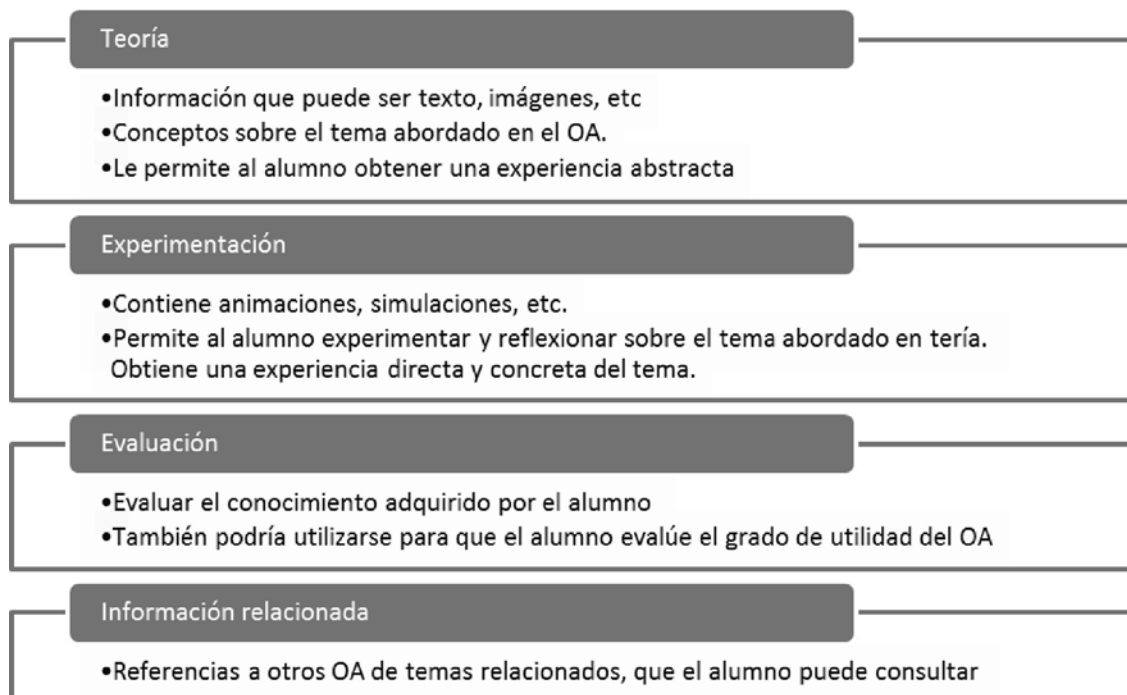 Teoría
•Información que puede ser texto, imágenes, etc
•Conceptos sobre el tema abordado en el OA.
•Le permite al alumno obtener una experiencia abstracta
Experimentación
•Contiene animaciones, simulaciones, etc.
•Permite al alumno experimentar y reflexionar sobre el tema abordado en tería.
Obtiene una experiencia directa y concreta del tema.
Evaluación
•Evaluar el conocimiento adquirido por el alumno
•También podría utilizarse para que el alumno evalúe el grado de utilidad del OA
Información relacionada
•Referencias a otros OA de temas relacionados, que el alumno puede consultar